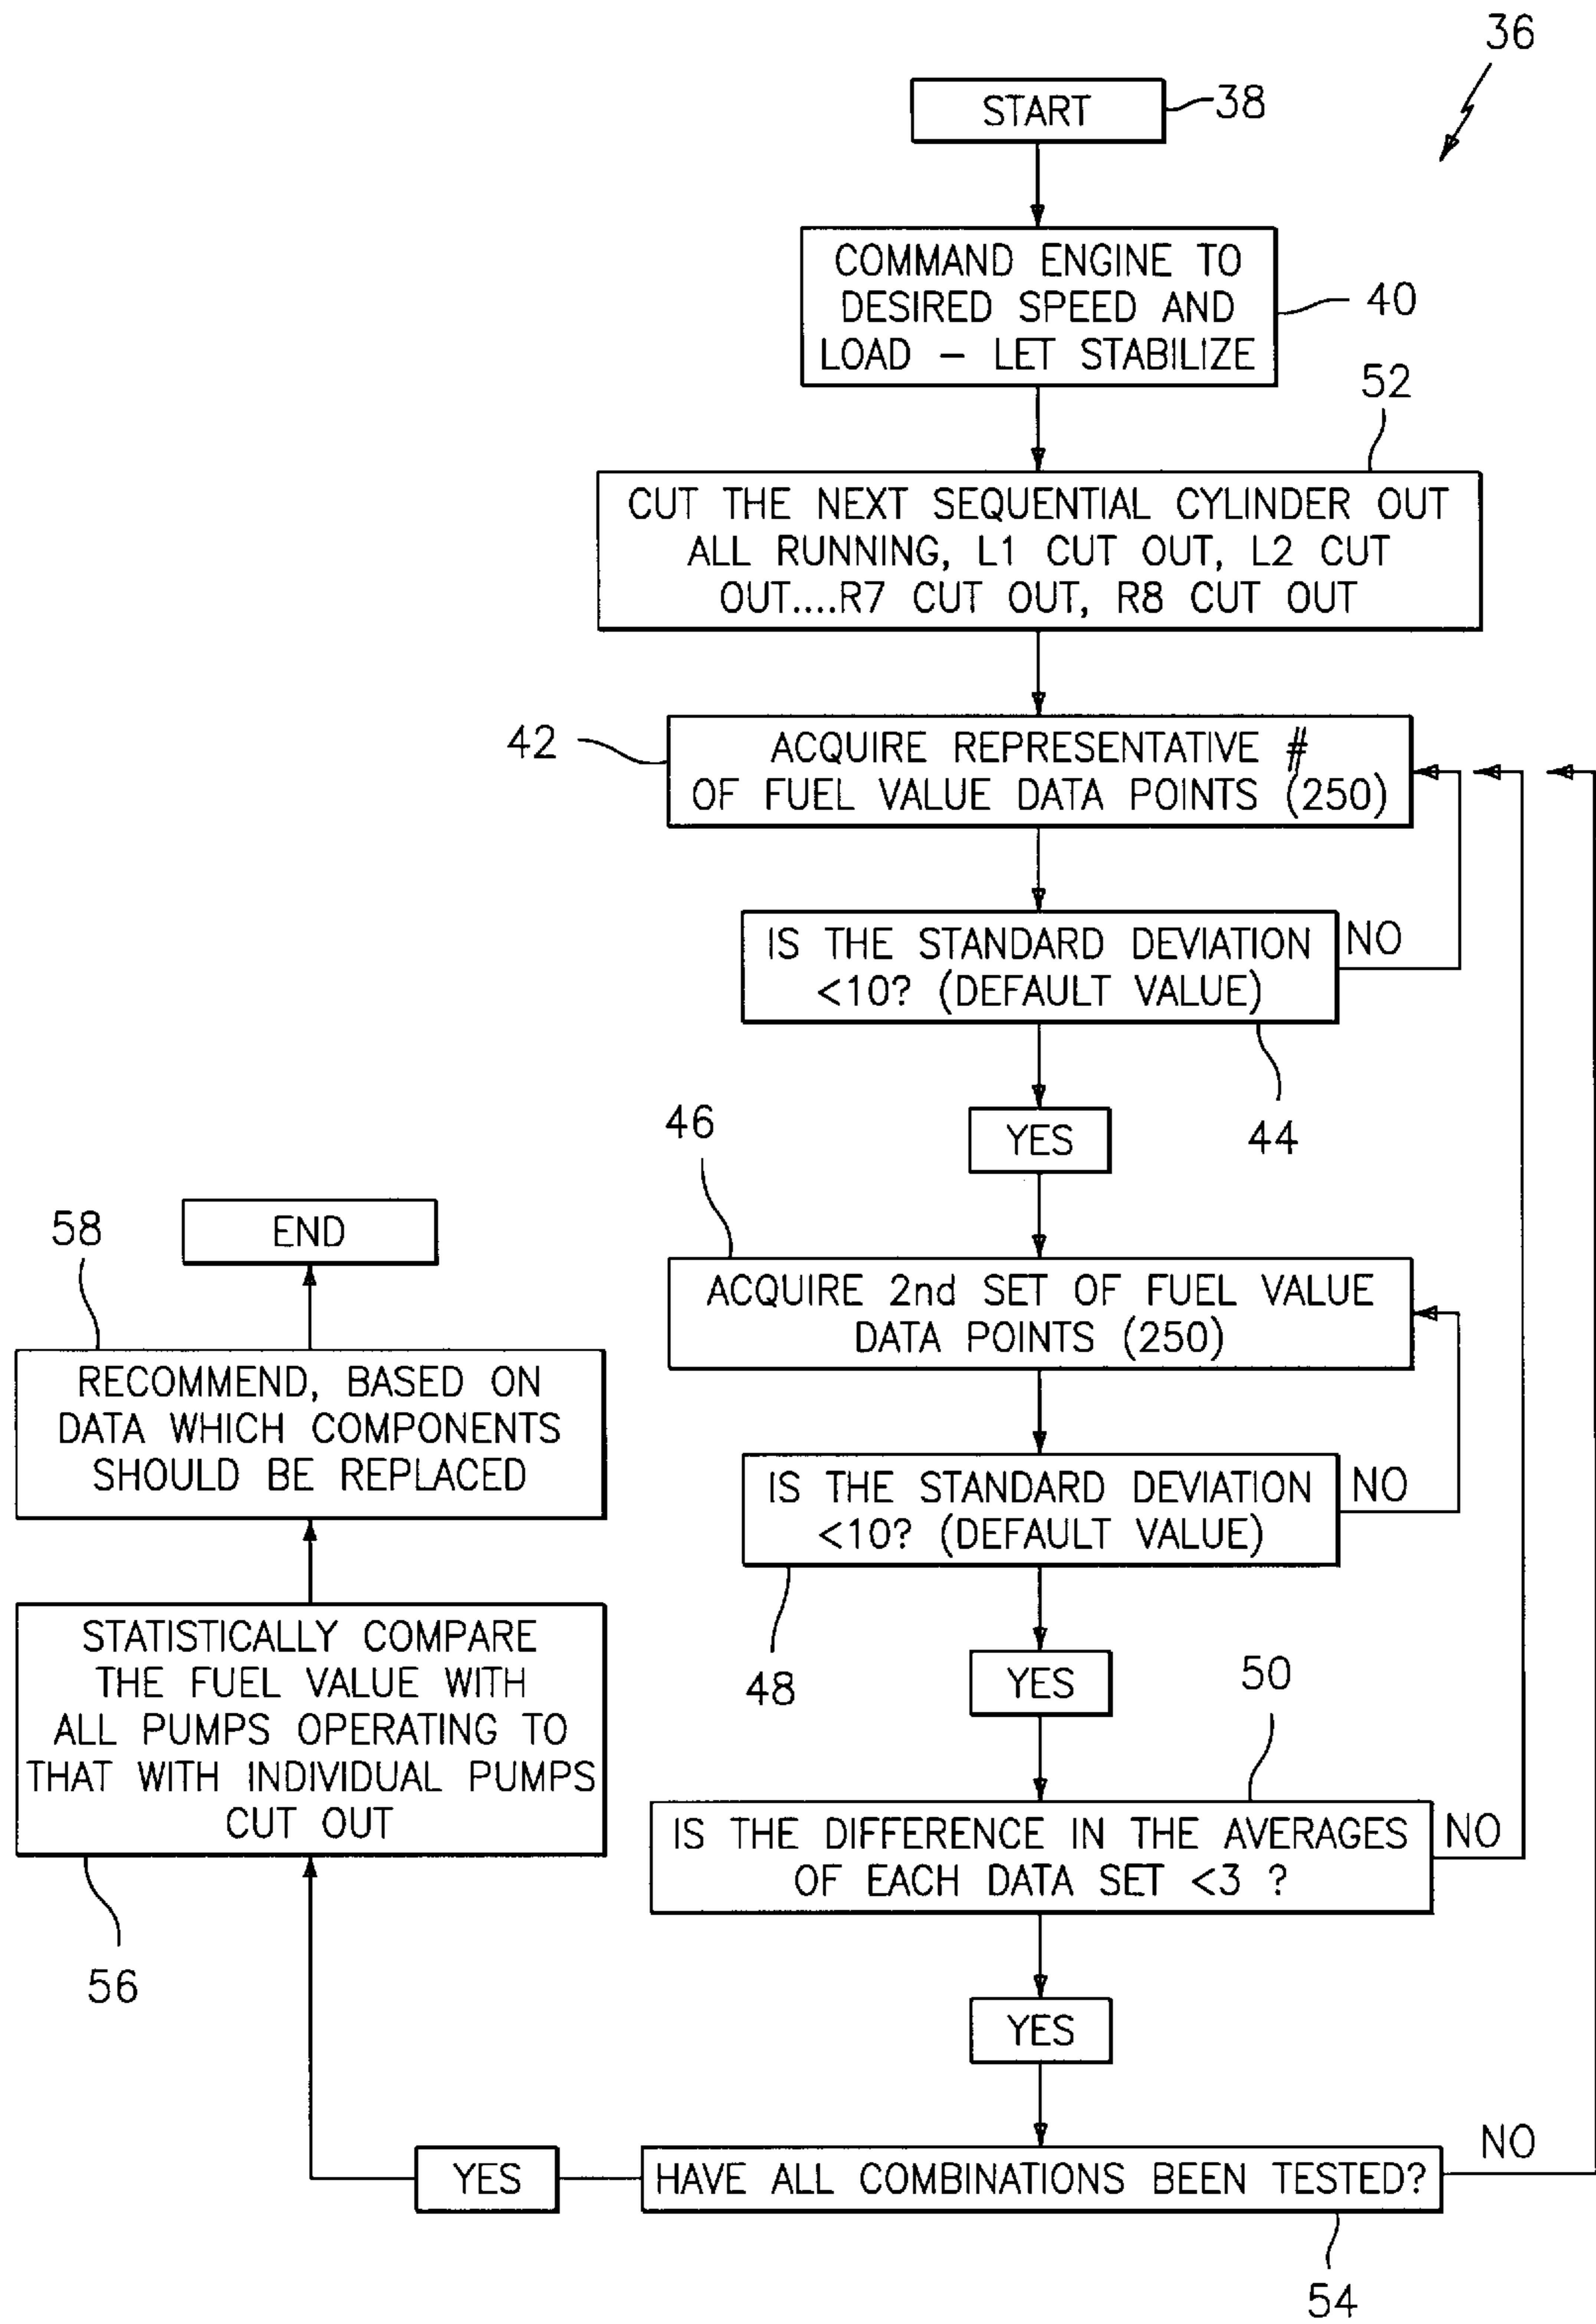 36
START
38
COMMAND ENGINE TO
DESIRED SPEED AND
LOAD – LET STABILIZE
40
52
CUT THE NEXT SEQUENTIAL CYLINDER OUT
ALL RUNNING, L1 CUT OUT, L2 CUT
OUT....R7 CUT OUT, R8 CUT OUT
42
ACQUIRE REPRESENTATIVE #
OF FUEL VALUE DATA POINTS (250)
IS THE STANDARD DEVIATION
<10? (DEFAULT VALUE)
NO
44
YES
46
ACQUIRE 2nd SET OF FUEL VALUE
DATA POINTS (250)
IS THE STANDARD DEVIATION
<10? (DEFAULT VALUE)
NO
48
YES
50
IS THE DIFFERENCE IN THE AVERAGES
OF EACH DATA SET <3 ?
NO
YES
HAVE ALL COMBINATIONS BEEN TESTED?
NO
54
YES
STATISTICALLY COMPARE
THE FUEL VALUE WITH
ALL PUMPS OPERATING TO
THAT WITH INDIVIDUAL PUMPS
CUT OUT
56
RECOMMEND, BASED ON
DATA WHICH COMPONENTS
SHOULD BE REPLACED
58
END